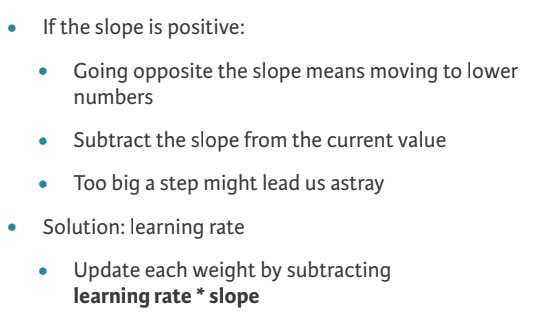 If the slope is positive:
Going opposite the slope means moving to lower
numbers
Subtract the slope from the current value
Too big a step might lead us astray
Solution: learning rate
Update each weight by subtracting
learning rate * slope